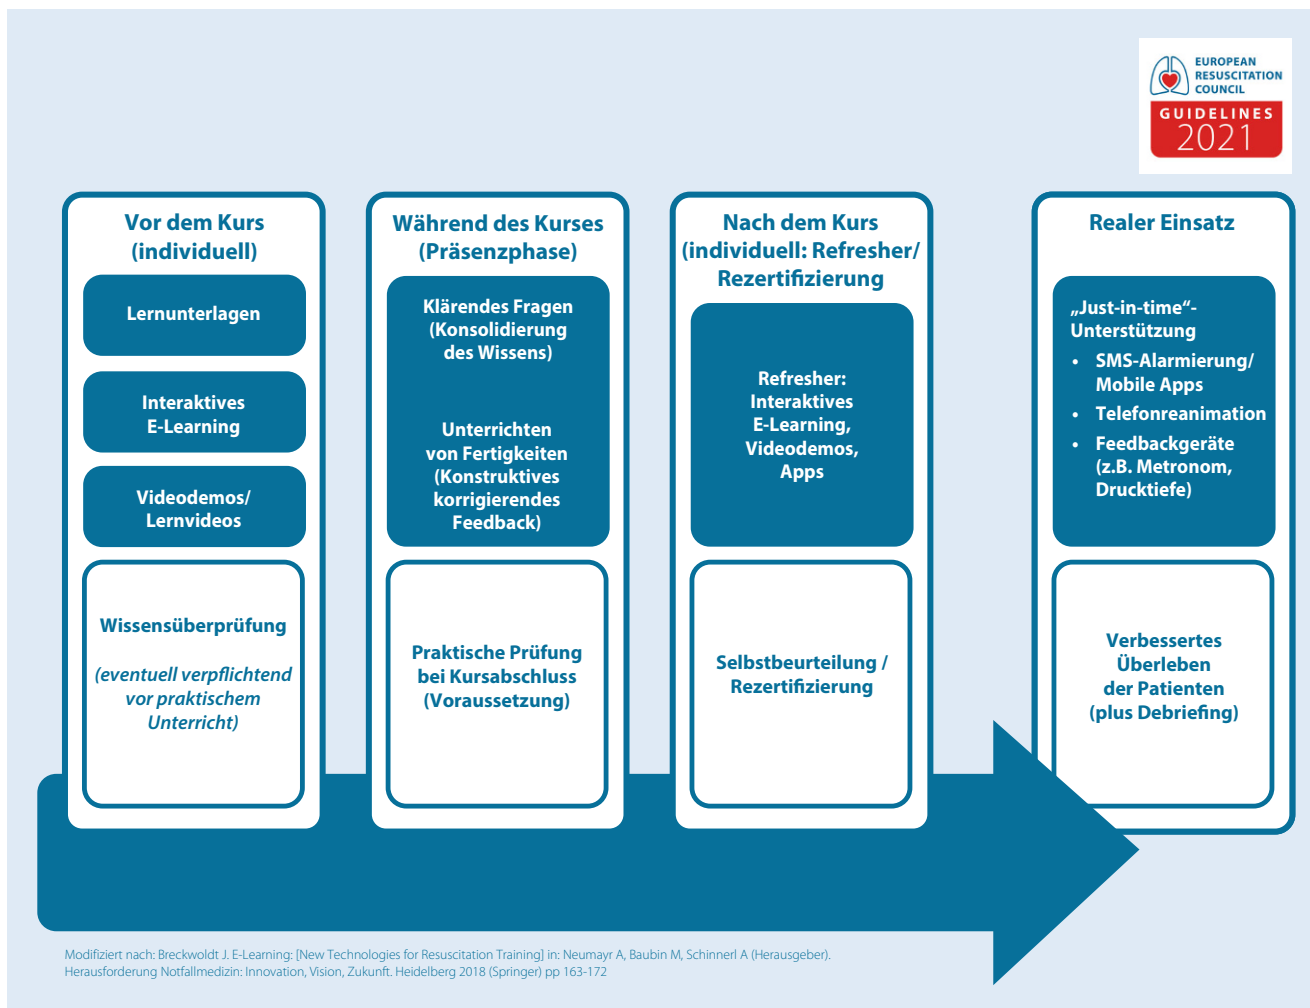 EUROPEAN
RESUSCITATION
COUNCIL
GUIDELINES
2021
Vor dem Kurs
(individuell)
Lernunterlagen
Interaktives
E-Learning
Videodemos/
Lernvideos
Wissensüberprüfung
(eventuell verpflichtend
vor praktischem
Unterricht)
Während des Kurses
(Präsenzphase)
Klärendes Fragen
(Konsolidierung
des Wissens)
Unterrichten
von Fertigkeiten
(Konstruktives
korrigierendes
Feedback)
Praktische Prüfung
bei Kursabschluss
(Voraussetzung)
Nach dem Kurs
(individuell: Refresher/
Rezertifizierung
Refresher:
Interaktives
E-Learning,
Videodemos,
Apps
Selbstbeurteilung /
Rezertifizierung
Realer Einsatz
„Just-in-time“-
Unterstützung
• SMS-Alarmierung/
Mobile Apps
• Telefonreanimation
• Feedbackgeräte
(z.B. Metronom,
Drucktiefe)
Verbessertes
Überleben
der Patienten
(plus Debriefing)
Modifiziert nach: Breckwoldt J. E-Learning: [New Technologies for Resuscitation Training] in: Neumayr A, Baubin M, Schinnerl A (Herausgeber).
Herausforderung Notfallmedizin: Innovation, Vision, Zukunft. Heidelberg 2018 (Springer) pp 163-172